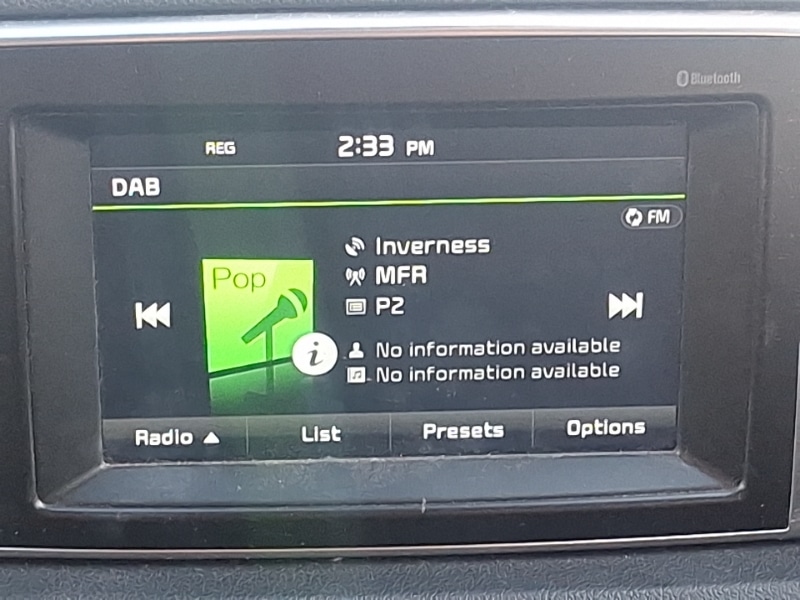 Bluetooth
REG 2:33 PM
DAB
FM
Pop
Inverness
MFR
P2
i
No information available
No information available
Radio
List
Presets
Options